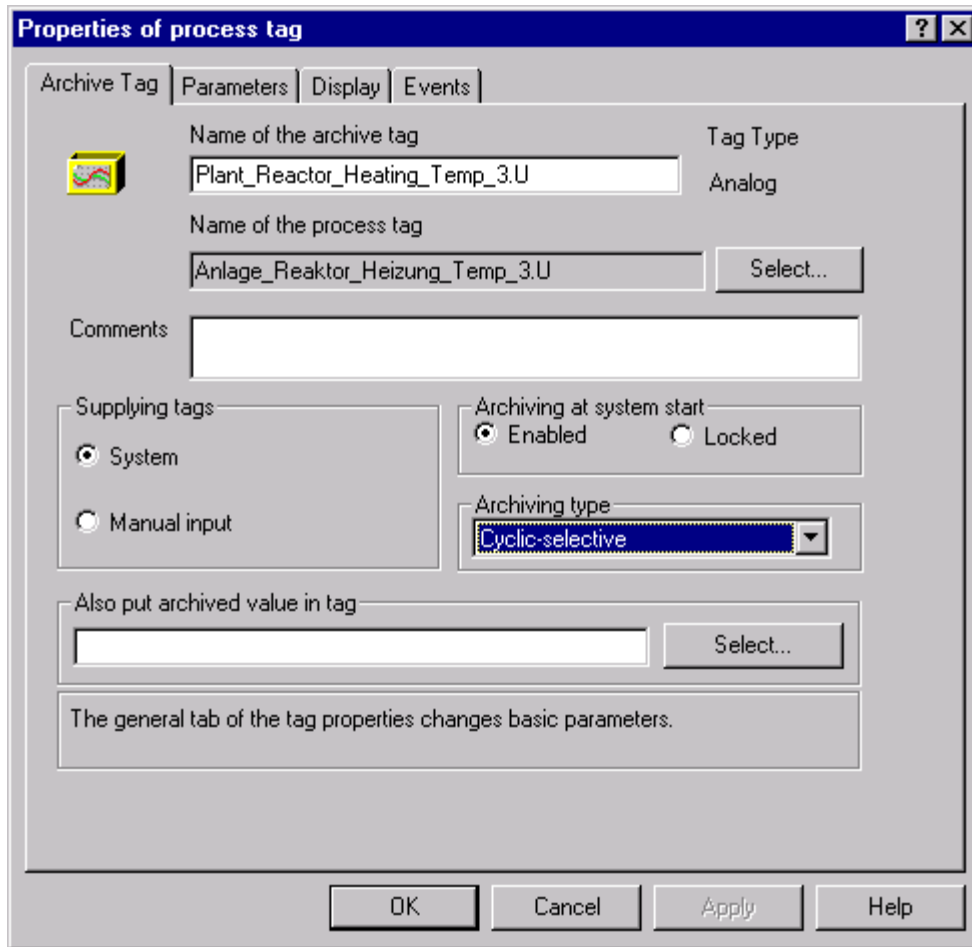 Properties of process tag
Archive Tag Parameters Display Events
Name of the archive tag
Tag Type
Plant_Reactor_Heating_Temp_3.U
Analog
Name of the process tag
Anlage_Reaktor_Heizung_Temp_3.U
Select...
Comments
Supplying tags
System
Manual input
Archiving at system start
Enabled
Locked
Archiving type
Cyclic-selective
Also put archived value in tag
Select...
The general tab of the tag properties changes basic parameters.
OK Cancel Apply Help